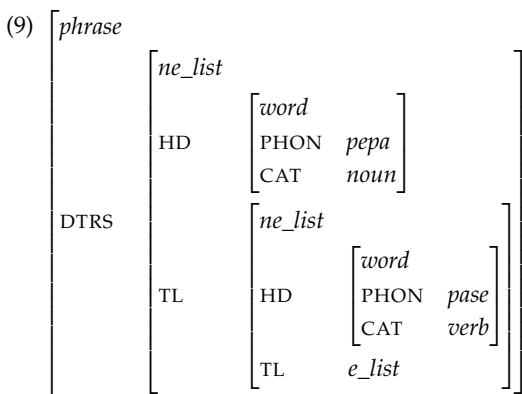 (9) phrase
ne_list
word
HD PHON pepa
CAT noun
DTRS ne_list
word
TL HD PHON pase
CAT verb
TL e_list